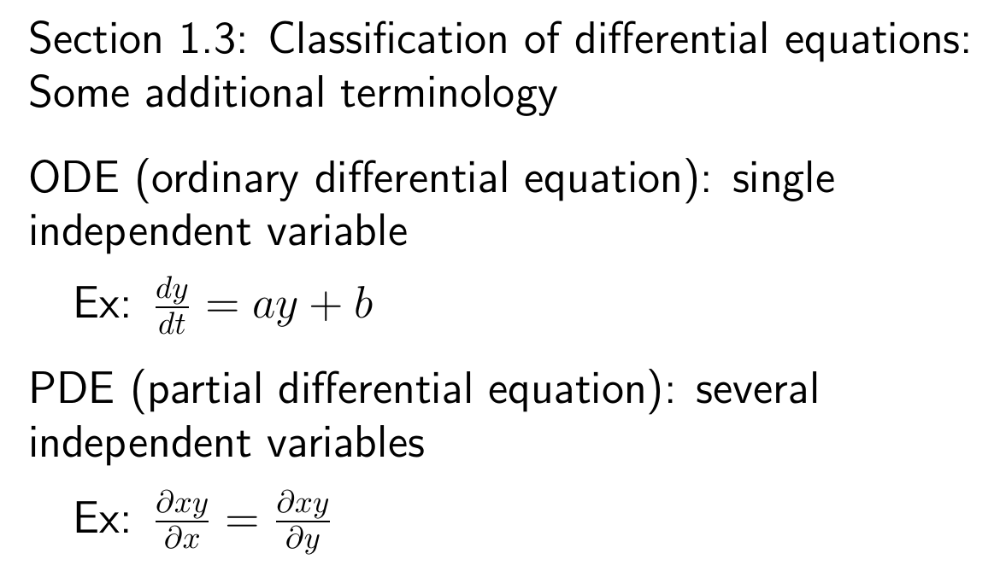 Section 1.3: Classification of differential equations:
Some additional terminology
ODE (ordinary differential equation): single
independent variable
Ex: $\frac{dy}{dt} = ay + b$
PDE (partial differential equation): several
independent variables
Ex: $\frac{\partial xy}{\partial x} = \frac{\partial xy}{\partial y}$